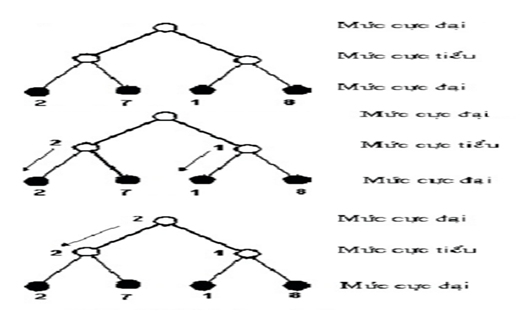 Mức cực đại
Mức cực tiểu
Mức cực đại
2 7 1 8
Mức cực đại
2 1 Mức cực tiểu
Mức cực đại
2 7 1 8
2 Mức cực đại
2 1 Mức cực tiểu
Mức cực đại
2 7 1 8